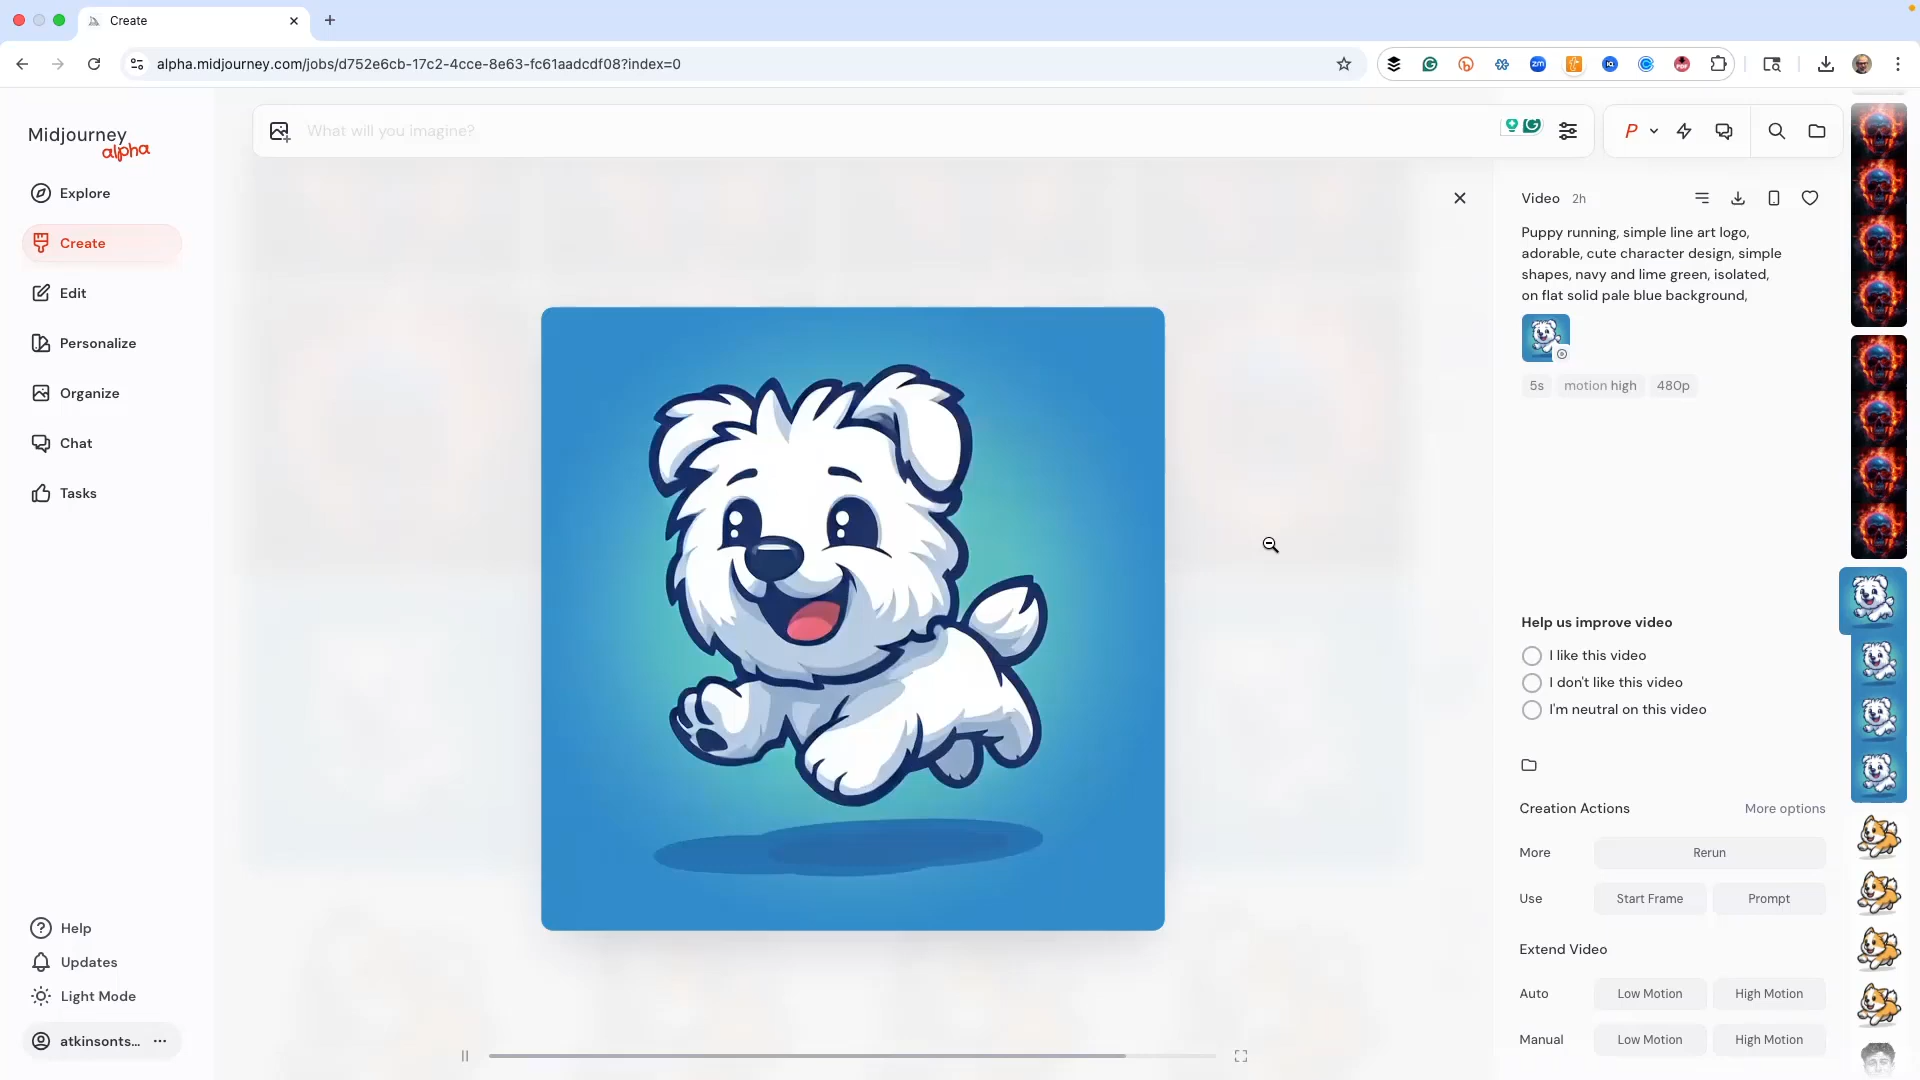 Create
alpha.midjourney.com/jobs/d752e6cb-17c2-4cce-8e63-fc61aadcdf08?index=0
zm
PDF
Midjourney
alpha
Explore
Create
Edit
Personalize
Organize
Chat
Tasks
Help
Updates
Light Mode
atkinsonts...
What will you imagine?
P
Video 2h
Puppy running, simple line art logo,
adorable, cute character design, simple
shapes, navy and lime green, isolated,
on flat solid pale blue background,
5s motion high 480p
Help us improve video
I like this video
I don't like this video
I'm neutral on this video
Creation Actions More options
More Rerun
Use Start Frame Prompt
Extend Video
Auto Low Motion High Motion
Manual Low Motion High Motion